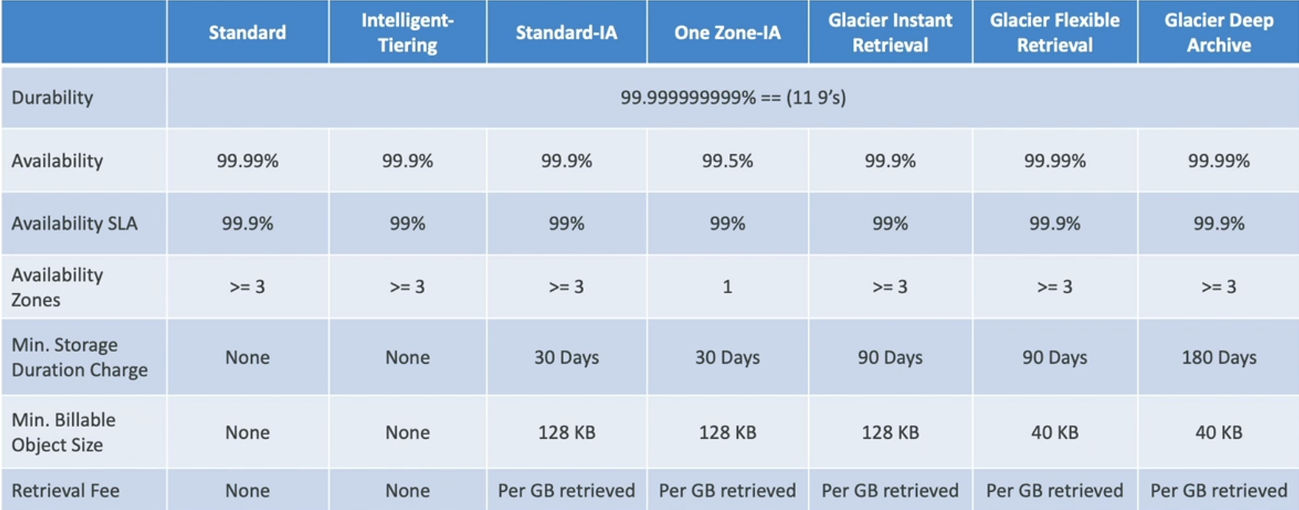 Standard Intelligent-Tiering Standard-IA One Zone-IA Glacier Instant Retrieval Glacier Flexible Retrieval Glacier Deep Archive
Durability 99.999999999% == (11 9’s)
Availability 99.99% 99.9% 99.9% 99.5% 99.9% 99.99% 99.99%
Availability SLA 99.9% 99% 99% 99% 99% 99.9% 99.9%
Availability Zones >= 3 >= 3 >= 3 1 >= 3 >= 3 >= 3
Min. Storage Duration Charge None None 30 Days 30 Days 90 Days 90 Days 180 Days
Min. Billable Object Size None None 128 KB 128 KB 128 KB 40 KB 40 KB
Retrieval Fee None None Per GB retrieved Per GB retrieved Per GB retrieved Per GB retrieved Per GB retrieved